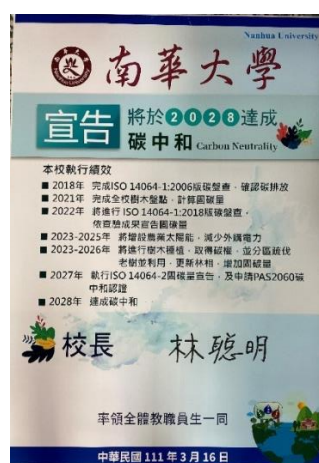 Nanhua University
南華大學
宣告 將於2028達成
碳中和 Carbon Neutrality
本校執行績效
■ 2018年 完成ISO 14064-1:2006版碳盤查，確認碳排放
■ 2021年 完成全校樹木盤點，計算固碳量
■ 2022年 將進行 ISO 14064-1:2018版碳盤查，
依查驗成果宣告固碳量
■ 2023-2025年 將增設農業太陽能，減少外購電力
■ 2023-2026年 將進行樹木種植，取得碳權，並分區疏伐
老樹並利用，更新林相，增加固碳量
■ 2027年 執行ISO 14064-2固碳量宣告，及申請PAS2060碳
中和認證
■ 2028年 達成碳中和
校長 林聰明
率領全體教職員生一同
中華民國 111 年 3 月 16 日